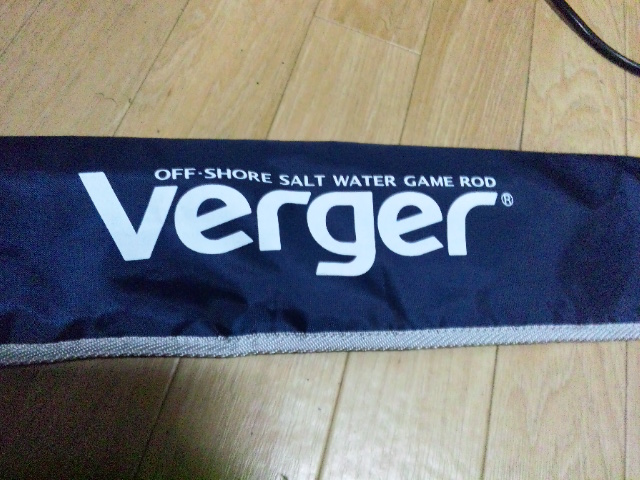 OFF-SHORE SALT WATER GAME ROD
Verger®